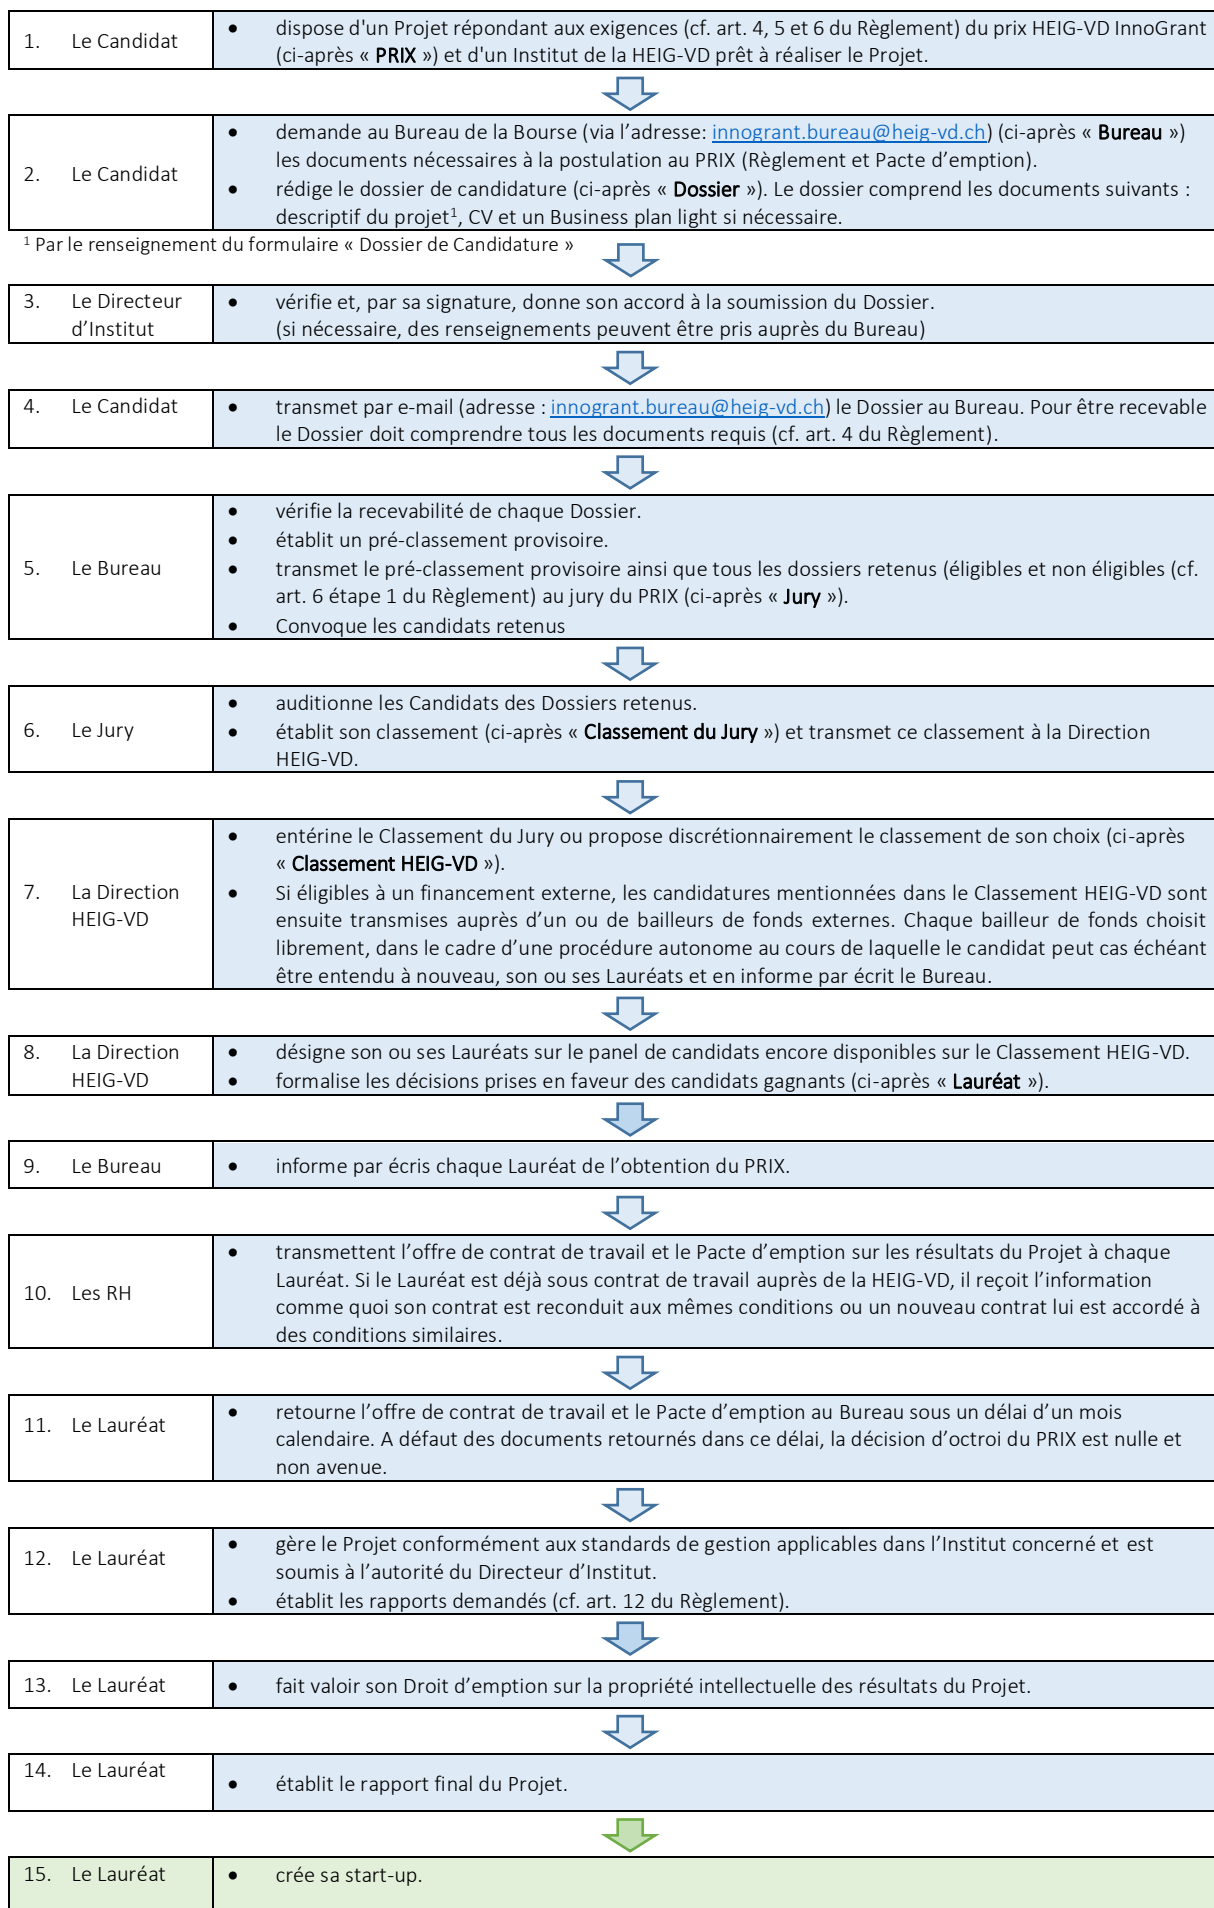 1. Le Candidat
• dispose d'un Projet répondant aux exigences (cf. art. 4, 5 et 6 du Règlement) du prix HEIG-VD InnoGrant
(ci-après « PRIX ») et d'un Institut de la HEIG-VD prêt à réaliser le Projet.
2. Le Candidat
• demande au Bureau de la Bourse (via l’adresse: innogrant.bureau@heig-vd.ch) (ci-après « Bureau »)
les documents nécessaires à la postulation au PRIX (Règlement et Pacte d’emption).
• rédige le dossier de candidature (ci-après « Dossier »). Le dossier comprend les documents suivants :
descriptif du projet¹, CV et un Business plan light si nécessaire.
¹ Par le renseignement du formulaire « Dossier de Candidature »
3. Le Directeur
d’Institut
• vérifie et, par sa signature, donne son accord à la soumission du Dossier.
(si nécessaire, des renseignements peuvent être pris auprès du Bureau)
4. Le Candidat
• transmet par e-mail (adresse : innogrant.bureau@heig-vd.ch) le Dossier au Bureau. Pour être recevable
le Dossier doit comprendre tous les documents requis (cf. art. 4 du Règlement).
5. Le Bureau
• vérifie la recevabilité de chaque Dossier.
• établit un pré-classement provisoire.
• transmet le pré-classement provisoire ainsi que tous les dossiers retenus (éligibles et non éligibles (cf.
art. 6 étape 1 du Règlement) au jury du PRIX (ci-après « Jury »).
• Convoque les candidats retenus
6. Le Jury
• auditionne les Candidats des Dossiers retenus.
• établit son classement (ci-après « Classement du Jury ») et transmet ce classement à la Direction
HEIG-VD.
7. La Direction
HEIG-VD
• entérine le Classement du Jury ou propose discrétionnairement le classement de son choix (ci-après
« Classement HEIG-VD »).
• Si éligibles à un financement externe, les candidatures mentionnées dans le Classement HEIG-VD sont
ensuite transmises auprès d’un ou de bailleurs de fonds externes. Chaque bailleur de fonds choisit
librement, dans le cadre d’une procédure autonome au cours de laquelle le candidat peut cas échéant
être entendu à nouveau, son ou ses Lauréats et en informe par écrit le Bureau.
8. La Direction
HEIG-VD
• désigne son ou ses Lauréats sur le panel de candidats encore disponibles sur le Classement HEIG-VD.
• formalise les décisions prises en faveur des candidats gagnants (ci-après « Lauréat »).
9. Le Bureau
• informe par écris chaque Lauréat de l’obtention du PRIX.
10. Les RH
• transmettent l’offre de contrat de travail et le Pacte d’emption sur les résultats du Projet à chaque
Lauréat. Si le Lauréat est déjà sous contrat de travail auprès de la HEIG-VD, il reçoit l’information
comme quoi son contrat est reconduit aux mêmes conditions ou un nouveau contrat lui est accordé à
des conditions similaires.
11. Le Lauréat
• retourne l’offre de contrat de travail et le Pacte d’emption au Bureau sous un délai d’un mois
calendaire. A défaut des documents retournés dans ce délai, la décision d’octroi du PRIX est nulle et
non avenue.
12. Le Lauréat
• gère le Projet conformément aux standards de gestion applicables dans l’Institut concerné et est
soumis à l’autorité du Directeur d’Institut.
• établit les rapports demandés (cf. art. 12 du Règlement).
13. Le Lauréat
• fait valoir son Droit d’emption sur la propriété intellectuelle des résultats du Projet.
14. Le Lauréat
• établit le rapport final du Projet.
15. Le Lauréat
• crée sa start-up.